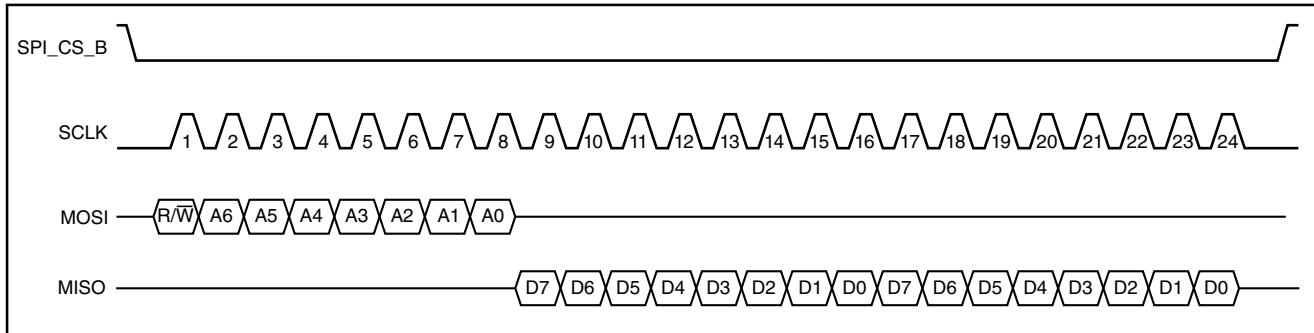 SPI_CS_B
SCLK 1 2 3 4 5 6 7 8 9 10 11 12 13 14 15 16 17 18 19 20 21 22 23 24
MOSI R/W̅ A6 A5 A4 A3 A2 A1 A0
MISO D7 D6 D5 D4 D3 D2 D1 D0 D7 D6 D5 D4 D3 D2 D1 D0